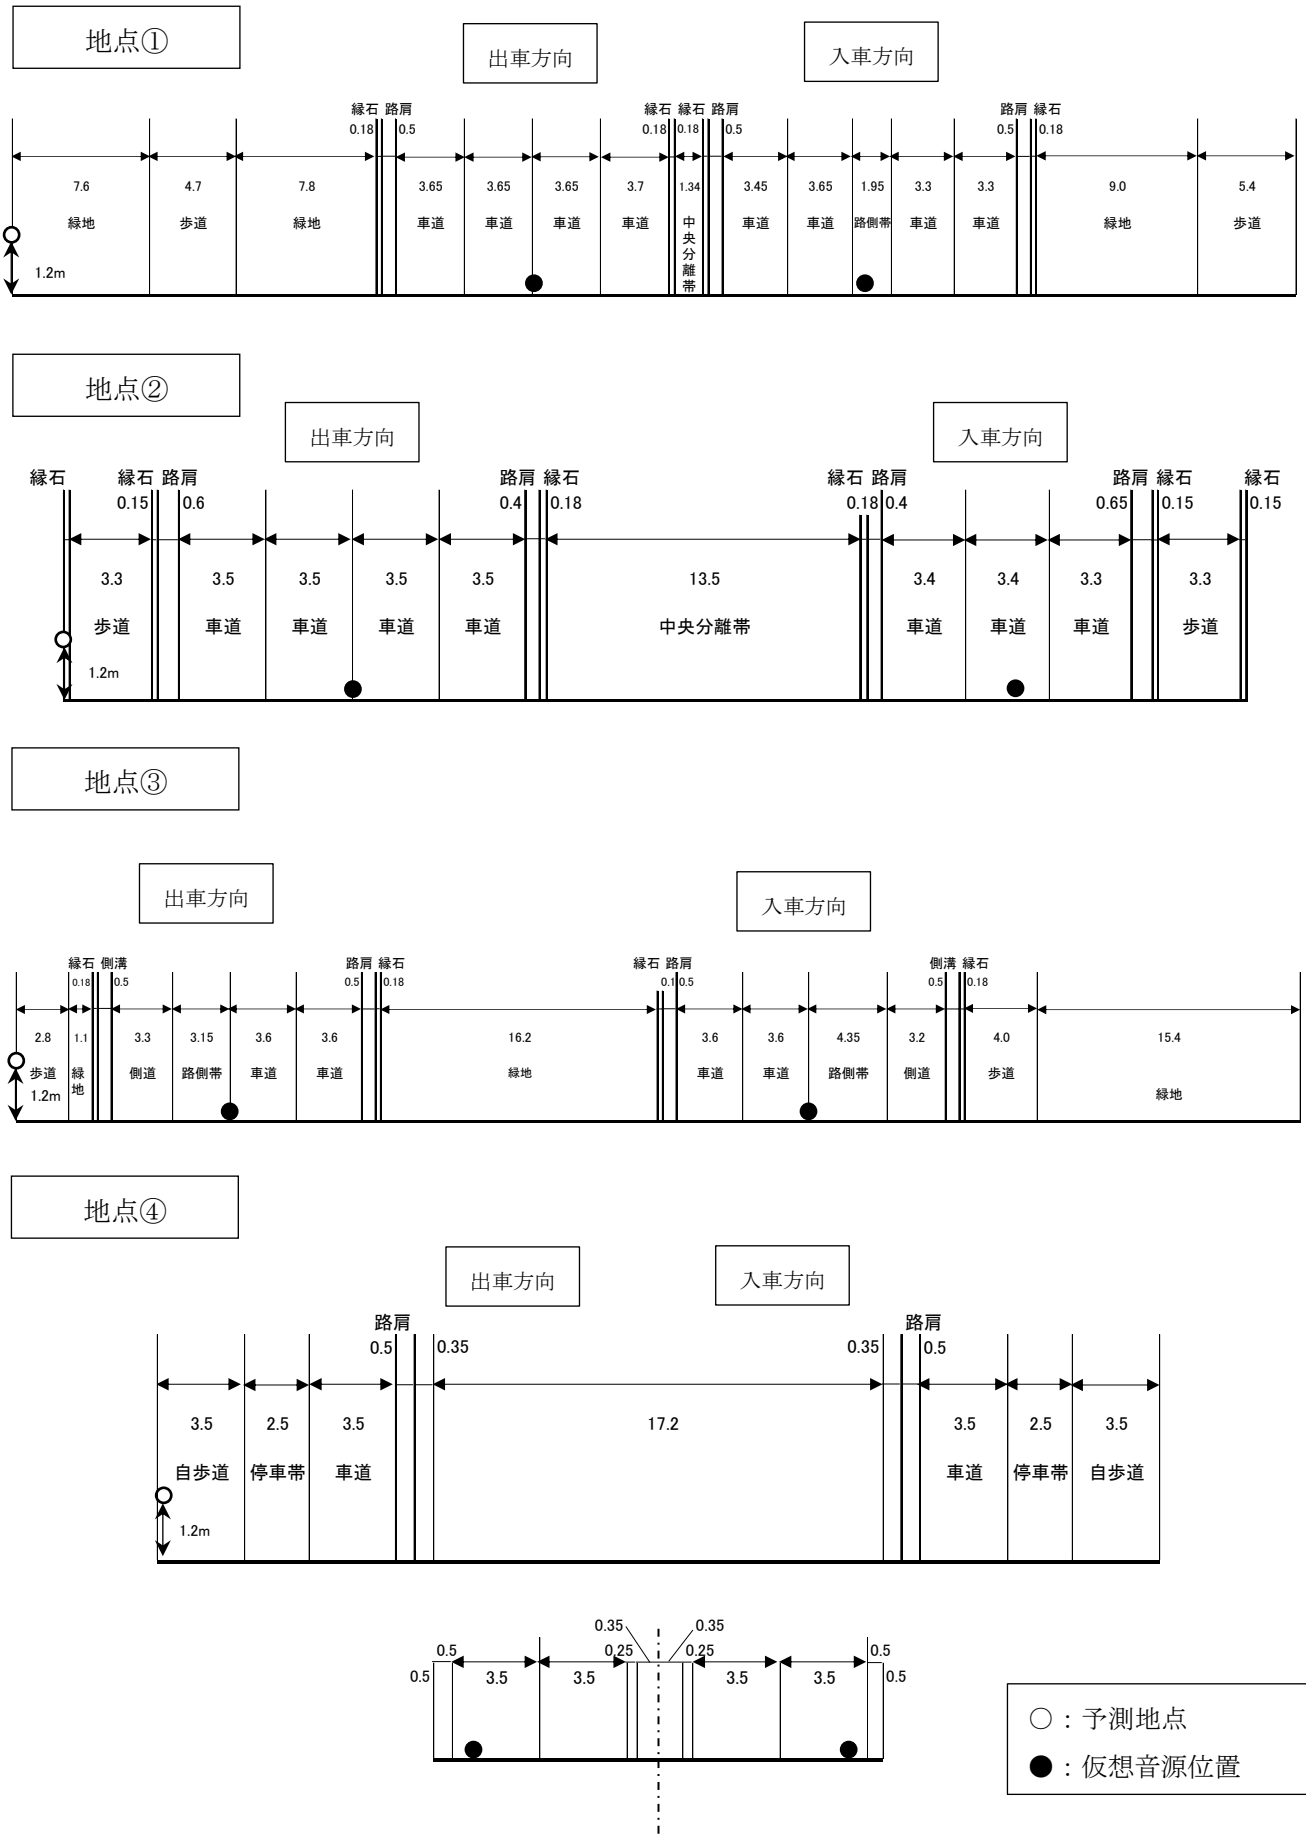 地点①
出車方向
入車方向
縁石 路肩 縁石 縁石 路肩 路肩 縁石
0.18 0.5 0.18 0.18 0.5 0.5 0.18
7.6 4.7 7.8 3.65 3.65 3.65 3.7 1.34 3.45 3.65 1.95 3.3 3.3 9.0 5.4
緑地 歩道 緑地 車道 車道 車道 車道 中央分離帯 車道 車道 路側帯 車道 車道 緑地 歩道
1.2m
地点②
出車方向
入車方向
縁石 縁石 路肩 路肩 縁石 縁石 路肩 路肩 縁石 縁石
0.15 0.6 0.4 0.18 0.18 0.4 0.65 0.15 0.15
3.3 3.5 3.5 3.5 3.5 13.5 3.4 3.4 3.3 3.3
歩道 車道 車道 車道 車道 中央分離帯 車道 車道 車道 歩道
1.2m
地点③
出車方向
入車方向
縁石 側溝 路肩 縁石 縁石 路肩 側溝 縁石
0.18 0.5 0.5 0.18 0.1 0.5 0.5 0.18
2.8 1.1 3.3 3.15 3.6 3.6 16.2 3.6 3.6 4.35 3.2 4.0 15.4
歩道 緑地 側道 路側帯 車道 車道 緑地 車道 車道 路側帯 側道 歩道 緑地
1.2m
地点④
出車方向
入車方向
路肩 路肩
0.5 0.35 0.35 0.5
3.5 2.5 3.5 17.2 3.5 2.5 3.5
自歩道 停車帯 車道 車道 停車帯 自歩道
1.2m
0.35 0.35
0.5 0.25 0.25 0.5
0.5 3.5 3.5 3.5 3.5 0.5
○：予測地点
●：仮想音源位置